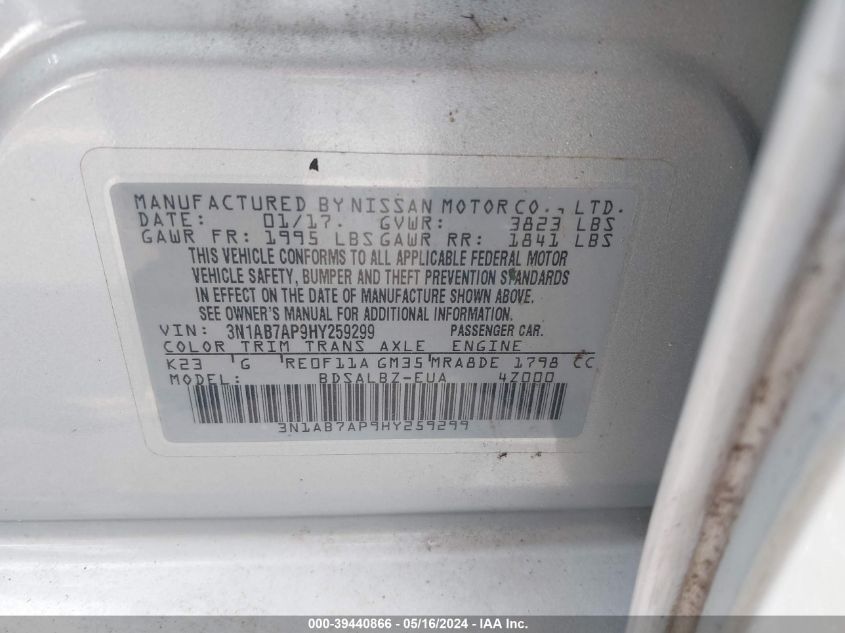 MANUFACTURED BY NISSAN MOTOR CO., LTD.
DATE: 01/17. GVWR: 3823 LBS
GAWR FR: 1995 LBS GAWR RR: 1841 LBS
THIS VEHICLE CONFORMS TO ALL APPLICABLE FEDERAL MOTOR
VEHICLE SAFETY, BUMPER AND THEFT PREVENTION STANDARDS
IN EFFECT ON THE DATE OF MANUFACTURE SHOWN ABOVE.
SEE OWNER'S MANUAL FOR ADDITIONAL INFORMATION.
VIN: 3N1AB7AP9HY259299 PASSENGER CAR.
COLOR TRIM TRANS AXLE ENGINE
K23 'G 'RE0F11A GM35 'MRA8DE 1798 CC
MODEL: BDSALBZ-EUA 4Z000
3N1AB7AP9HY259299
000-39440866 - 05/16/2024 - IAA Inc.